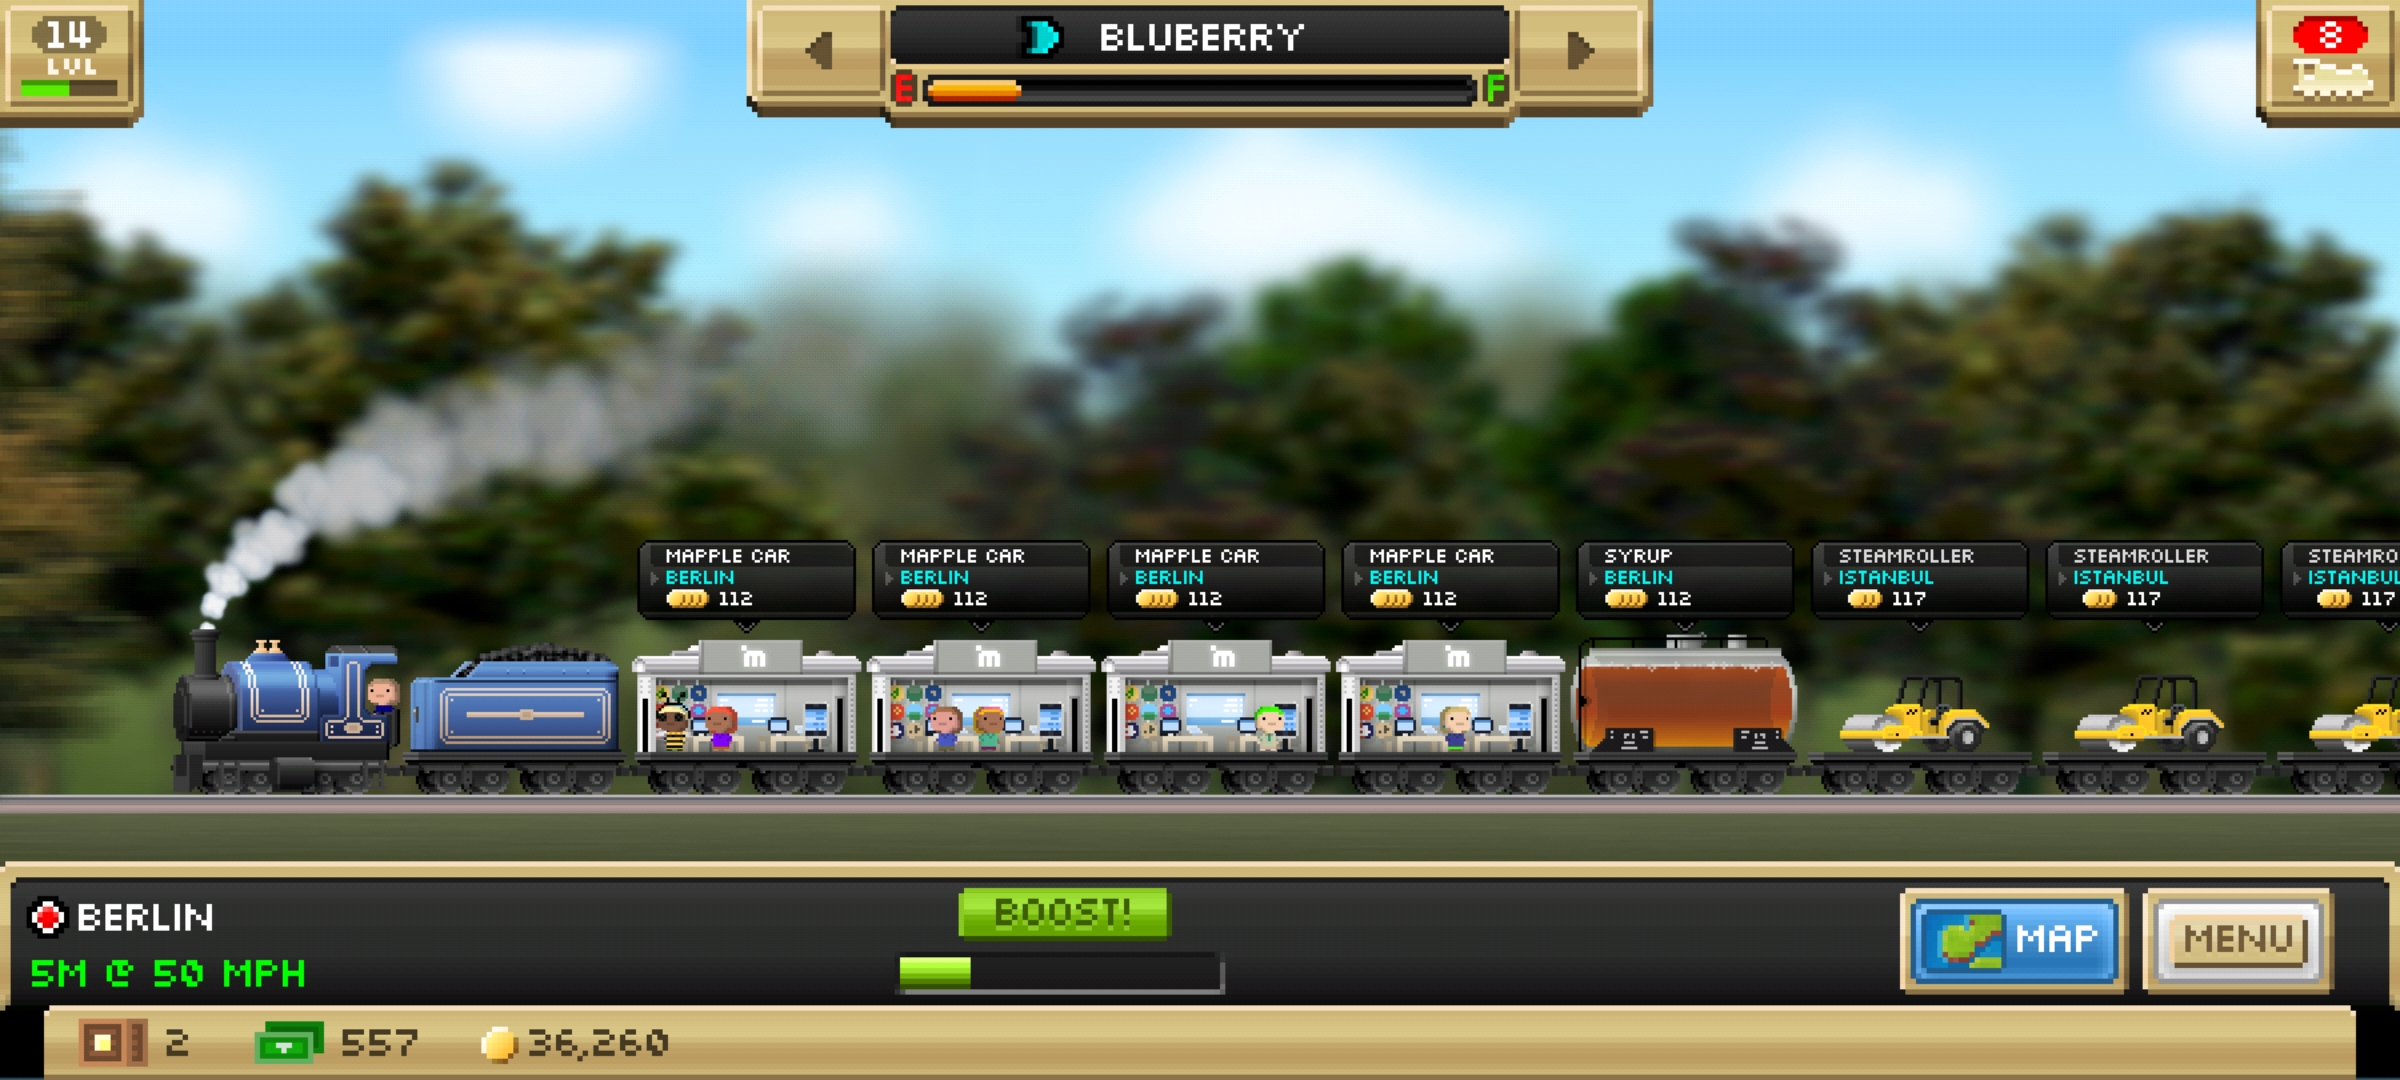 14
LVL
BLUBERRY
E F
8
MAPPLE CAR
BERLIN
112
MAPPLE CAR
BERLIN
112
MAPPLE CAR
BERLIN
112
MAPPLE CAR
BERLIN
112
SYRUP
BERLIN
112
STEAMROLLER
ISTANBUL
117
STEAMROLLER
ISTANBUL
117
STEAMRO
ISTANBUL
117
m
m
m
m
BERLIN
5M @ 50 MPH
BOOST!
MAP
MENU
2
557
36,260